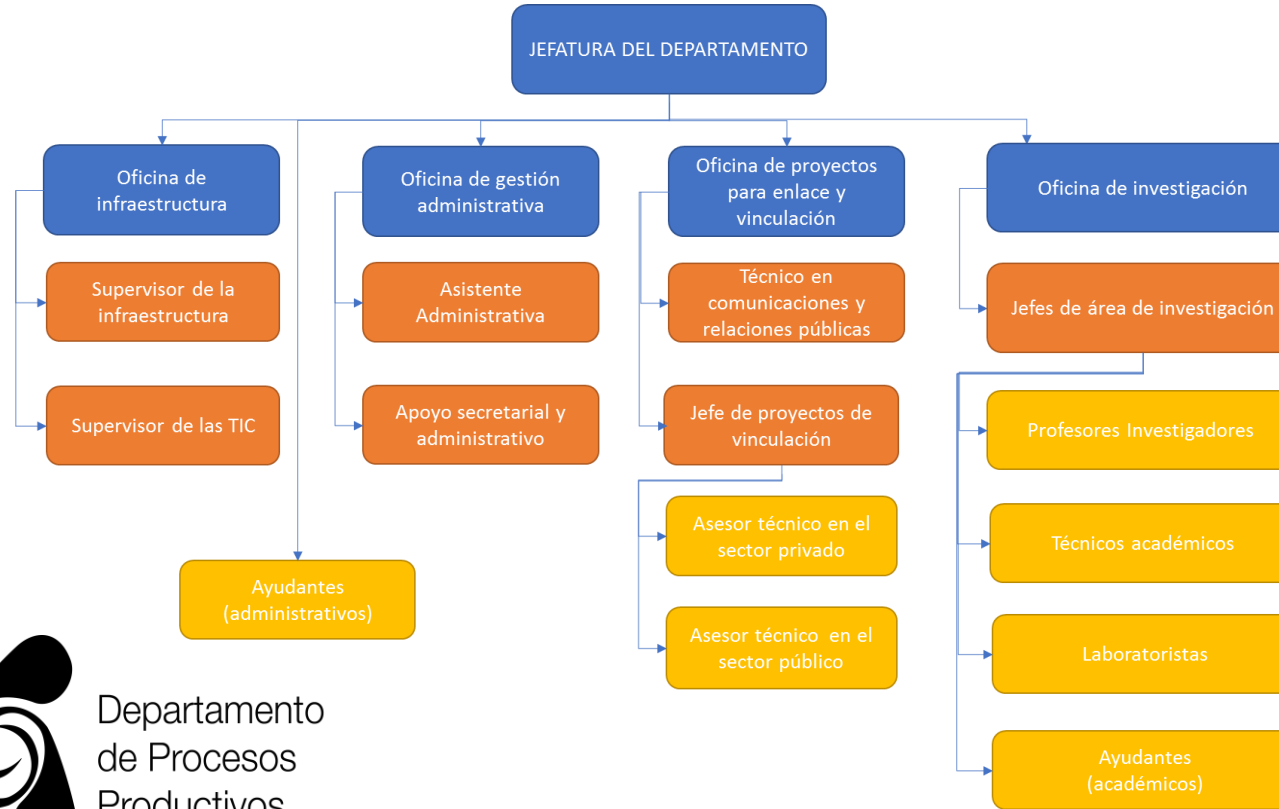 JEFATURA DEL DEPARTAMENTO
Oficina de
infraestructura
Oficina de gestión
administrativa
Oficina de proyectos
para enlace y
vinculación
Oficina de investigación
Supervisor de la
infraestructura
Asistente
Administrativa
Técnico en
comunicaciones y
relaciones públicas
Jefes de área de investigación
Supervisor de las TIC
Apoyo secretarial y
administrativo
Jefe de proyectos de
vinculación
Profesores Investigadores
Asesor técnico en el
sector privado
Técnicos académicos
Ayudantes
(administrativos)
Asesor técnico en el
sector público
Laboratoristas
Ayudantes
(académicos)
Departamento
de Procesos
Productivos